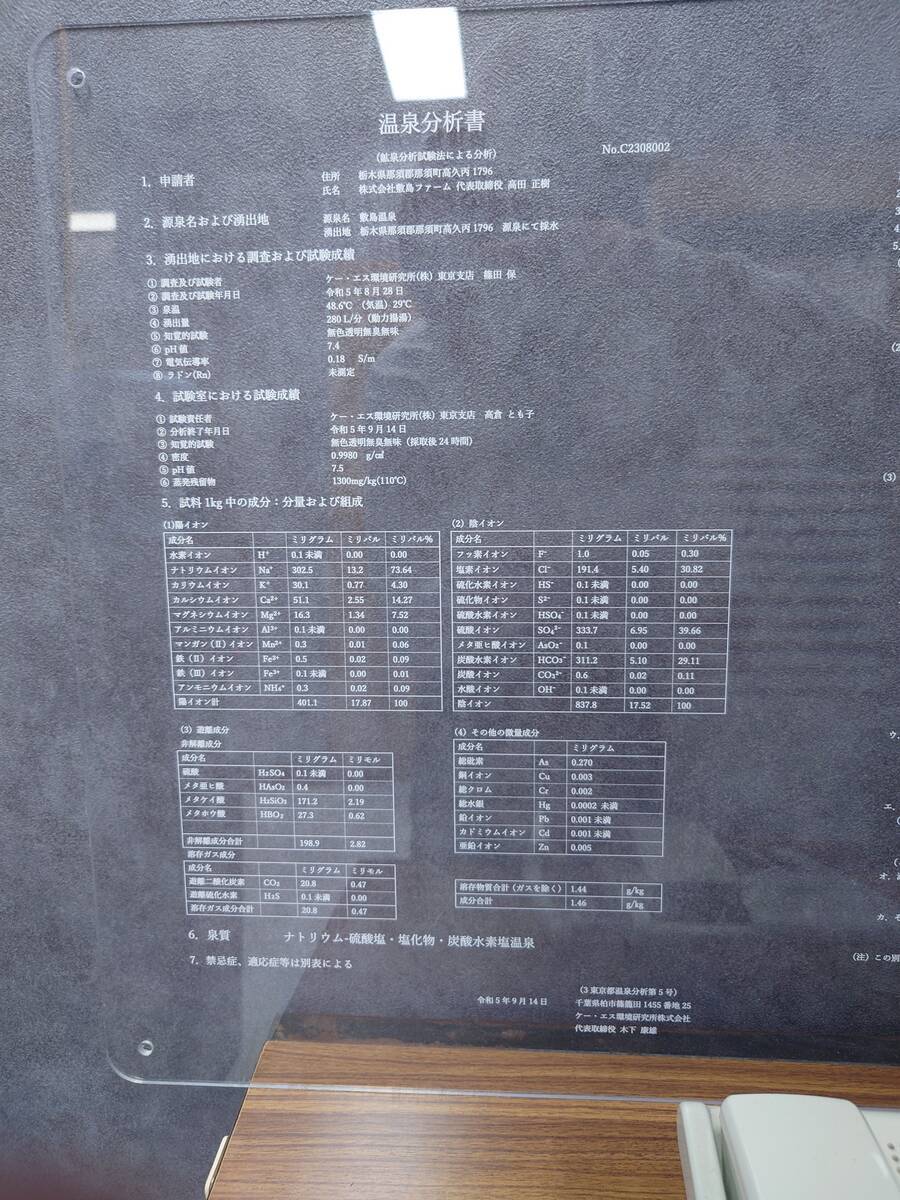 温泉分析書
(鉱泉分析試験法による分析)
No.C2308002
1．申請者 住所 栃木県那須郡那須町高久丙1796
氏名 株式会社敷島ファーム 代表取締役 高田 正樹
2．源泉名および湧出地 源泉名 敷島温泉
湧出地 栃木県那須郡那須町高久丙1796 源泉にて採水
3．湧出地における調査および試験成績
① 調査及び試験者 ケー・エス環境研究所(株) 東京支店 篠田 保
② 調査及び試験年月日 令和5年8月28日
③ 泉温 48.6℃ (気温) 29℃
④ 湧出量 280 L/分 (動力揚湯)
⑤ 知覚的試験 無色透明無臭無味
⑥ pH値 7.4
⑦ 電気伝導率 0.18 S/m
⑧ ラドン(Rn) 未測定
4．試験室における試験成績
① 試験責任者 ケー・エス環境研究所(株) 東京支店 高倉 とも子
② 分析終了年月日 令和5年9月14日
③ 知覚的試験 無色透明無臭無味 (採取後24時間)
④ 密度 0.9980 g/㎤
⑤ pH値 7.5
⑥ 蒸発残留物 1300mg/kg(110℃)
5．試料1kg中の成分：分量および組成
(1)陽イオン
成分名 ミリグラム ミリバル ミリバル%
水素イオン H⁺ 0.1未満 0.00 0.00
ナトリウムイオン Na⁺ 302.5 13.2 73.64
カリウムイオン K⁺ 30.1 0.77 4.30
カルシウムイオン Ca²⁺ 51.1 2.55 14.27
マグネシウムイオン Mg²⁺ 16.3 1.34 7.52
アルミニウムイオン Al³⁺ 0.1未満 0.00 0.00
マンガン(Ⅱ)イオン Mn²⁺ 0.3 0.01 0.06
鉄(Ⅱ)イオン Fe²⁺ 0.5 0.02 0.09
鉄(Ⅲ)イオン Fe³⁺ 0.1未満 0.00 0.01
アンモニウムイオン NH₄⁺ 0.3 0.02 0.09
陽イオン計 401.1 17.87 100
(2) 陰イオン
成分名 ミリグラム ミリバル ミリバル%
フッ素イオン F⁻ 1.0 0.05 0.30
塩素イオン Cl⁻ 191.4 5.40 30.82
硫化水素イオン HS⁻ 0.1未満 0.00 0.00
硫化物イオン S²⁻ 0.1未満 0.00 0.00
硫酸水素イオン HSO₄⁻ 0.1未満 0.00 0.00
硫酸イオン SO₄²⁻ 333.7 6.95 39.66
メタ亜ヒ酸イオン AsO₂⁻ 0.1 0.00 0.00
炭酸水素イオン HCO₃⁻ 311.2 5.10 29.11
炭酸イオン CO₃²⁻ 0.6 0.02 0.11
水酸イオン OH⁻ 0.1未満 0.00 0.00
陰イオン 837.8 17.52 100
(3) 遊離成分
非解離成分
成分名 ミリグラム ミリモル
硫酸 H₂SO₄ 0.1未満 0.00
メタ亜ヒ酸 HAsO₂ 0.4 0.00
メタケイ酸 H₂SiO₃ 171.2 2.19
メタホウ酸 HBO₂ 27.3 0.62
非解離成分合計 198.9 2.82
溶存ガス成分
成分名 ミリグラム ミリモル
遊離二酸化炭素 CO₂ 20.8 0.47
遊離硫化水素 H₂S 0.1未満 0.00
溶存ガス成分合計 20.8 0.47
(4) その他の微量成分
成分名 ミリグラム
総砒素 As 0.270
銅イオン Cu 0.003
総クロム Cr 0.002
総水銀 Hg 0.0002 未満
鉛イオン Pb 0.001未満
カドミウムイオン Cd 0.001未満
亜鉛イオン Zn 0.005
溶存物質合計 (ガスを除く) 1.44 g/kg
成分合計 1.46 g/kg
6．泉質 ナトリウム-硫酸塩・塩化物・炭酸水素塩温泉
7．禁忌症、適応症等は別表による
令和5年9月14日
(3東京都温泉分析第5号)
千葉県柏市篠籠田1455番地25
ケー・エス環境研究所株式会社
代表取締役 木下 康雄
(3)
ウ.
エ.
オ.
カ.
(注) この別